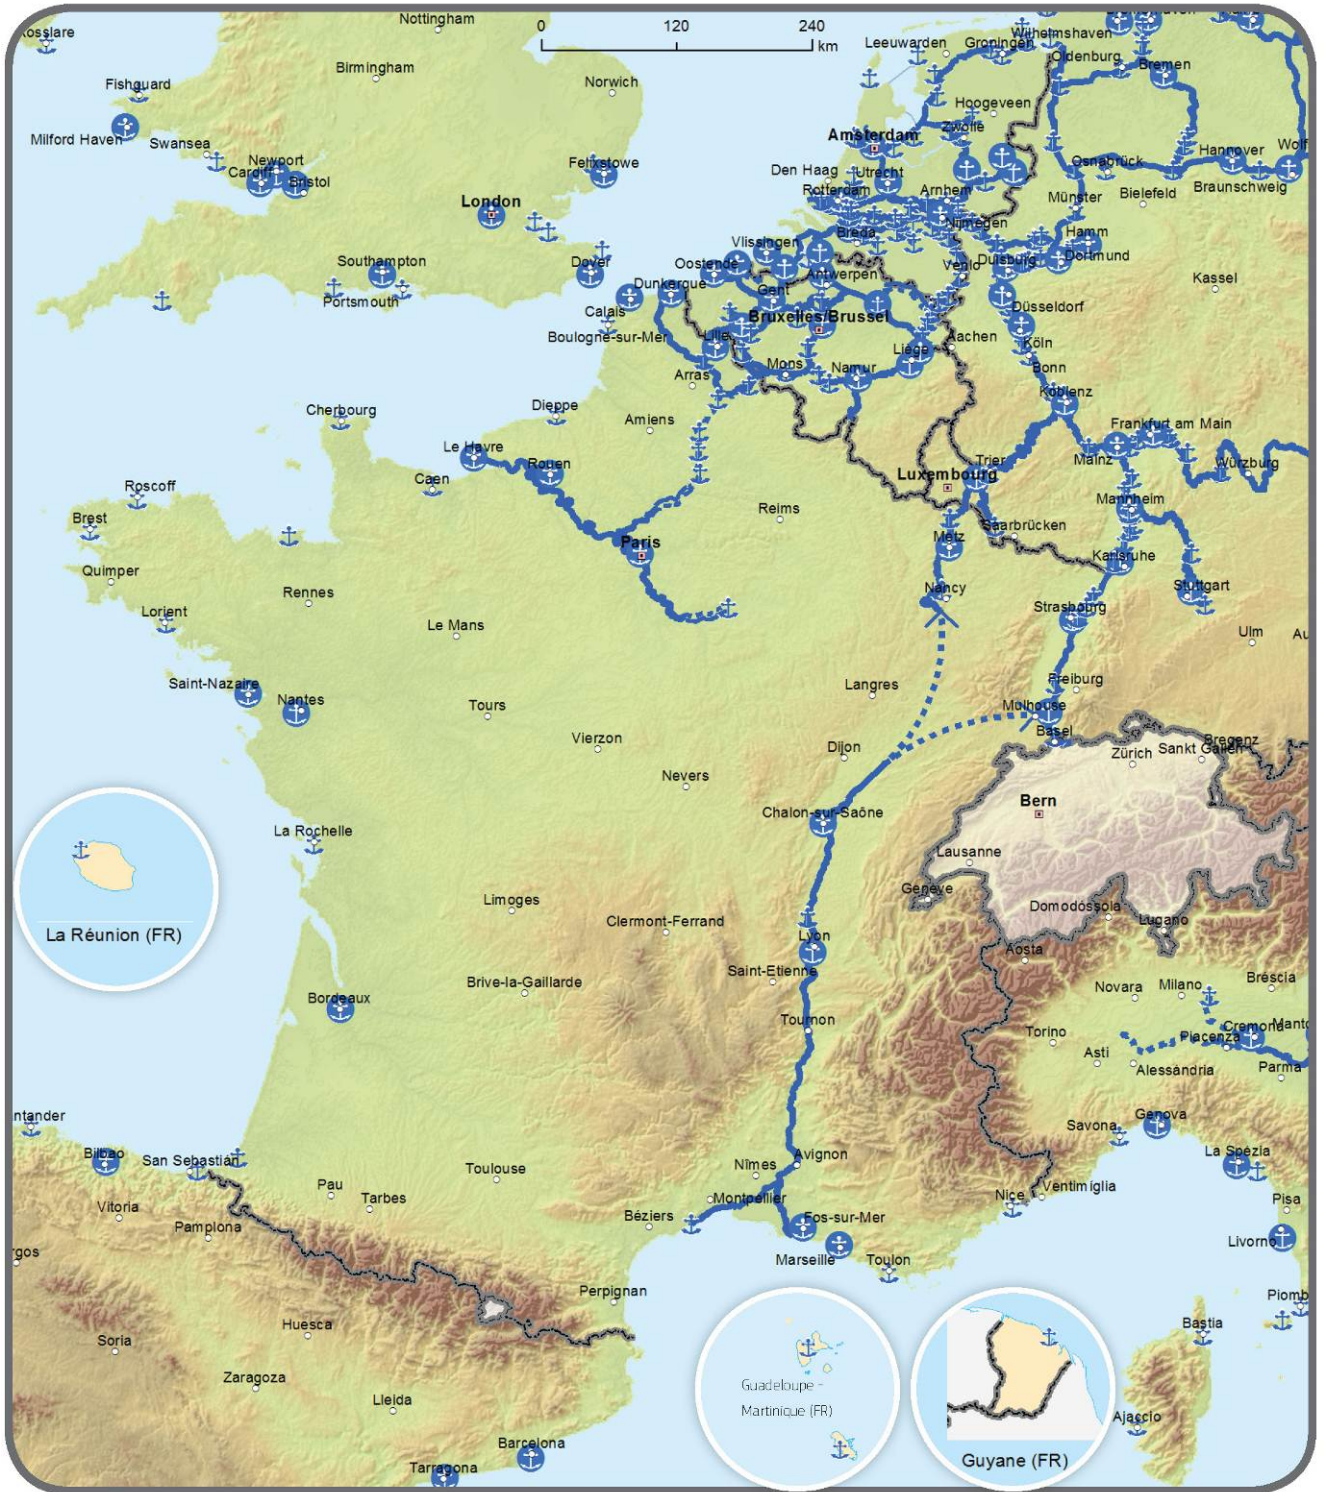 Nottingham
0 120 240
km
Rosslare
Wilhelmshaven
Leeuwarden
Groningen
Oldenburg
Bremen
Birmingham
Norwich
Fishguard
Hoogeveen
Milford Haven
Swansea
Amsterdam
Zwolle
Newport
Cardiff
Bristol
Felixstowe
Den Haag
Utrecht
Osnabrück
Hannover
Wolf
London
Rotterdam
Arnhem
Münster
Bielefeld
Braunschweig
Nijmegen
Breda
Hamm
Vlissingen
Southampton
Dover
Oostende
Antwerpen
Venlo
Duisburg
Dortmund
Kassel
Portsmouth
Dunkerque
Gent
Calais
Düsseldorf
Bruxelles/Brussel
Boulogne-sur-Mer
Lille
Aachen
Köln
Liège
Mons
Namur
Bonn
Arras
Koblenz
Cherbourg
Dieppe
Amiens
Frankfurt am Main
Le Havre
Rouen
Mainz
Würzburg
Trier
Luxembourg
Caen
Roscoff
Mannheim
Reims
Brest
Saarbrücken
Metz
Paris
Karlsruhe
Quimper
Nancy
Stuttgart
Rennes
Strasbourg
Lorient
Le Mans
Ulm
Au
Freiburg
Saint-Nazaire
Langres
Nantes
Tours
Mulhouse
Basel
Bregenz
Vierzon
Dijon
Zürich
Sankt Gallen
Nevers
Bern
Chalon-sur-Saône
La Rochelle
Lausanne
Genève
Limoges
Clermont-Ferrand
Domodossola
Lugano
La Réunion (FR)
Lyon
Aosta
Saint-Etienne
Brive-la-Gaillarde
Novara
Milano
Bréscia
Bordeaux
Tournon
Torino
Cremona
Piacenza
Asti
Alessàndria
Parma
Savona
Genova
Bilbao
San Sebastián
Toulouse
Nîmes
Avignon
La Spèzia
Pau
Tarbes
Vitoria
Montpellier
Nice
Ventimiglia
Pisa
Pamplona
Béziers
Fos-sur-Mer
Livorno
Marseille
Toulon
Perpignan
Piomb
Huesca
Bastia
Soria
Zaragoza
Guadeloupe -
Martinique (FR)
Lleida
Ajaccio
Barcelona
Guyane (FR)
Tarragona